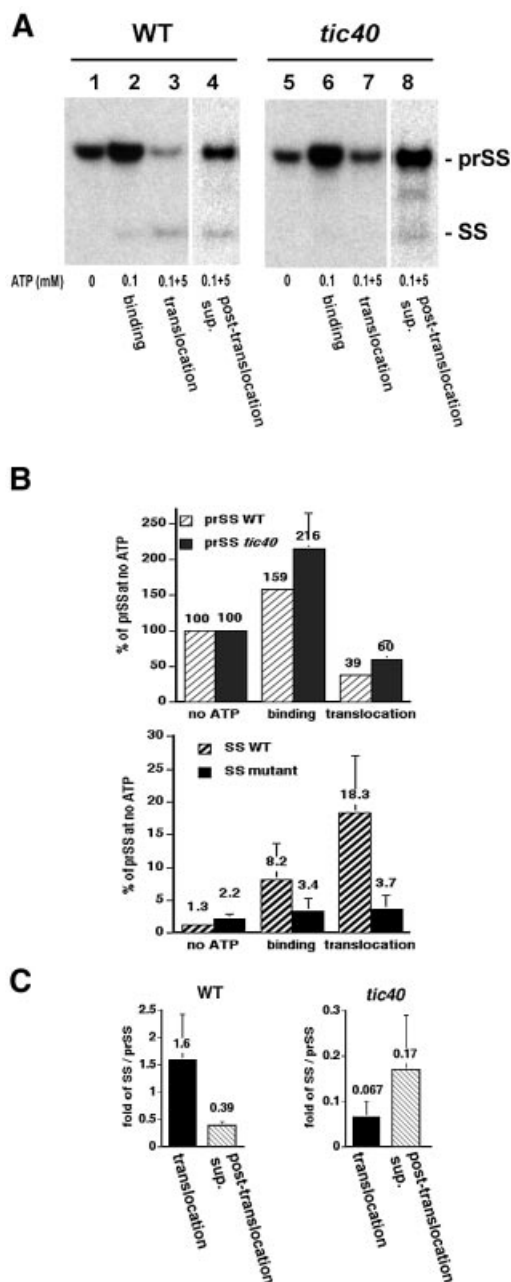 A
WT tic40
1 2 3 4 5 6 7 8
- prSS
- SS
ATP (mM) 0 0.1 0.1+5 0.1+5 0 0.1 0.1+5 0.1+5
binding translocation sup. post-translocation binding translocation sup. post-translocation
B
% of prSS at no ATP
250
200
150
100
50
0
prSS WT
prSS tic40
100 100 159 216 39 60
no ATP binding translocation
% of prSS at no ATP
30
25
20
15
10
5
0
SS WT
SS mutant
1.3 2.2 8.2 3.4 18.3 3.7
no ATP binding translocation
C
WT tic40
fold of SS / prSS
2.5
2
1.5
1
0.5
0
1.6 0.39
translocation sup. post-translocation
fold of SS / prSS
0.3
0.2
0.1
0
0.067 0.17
translocation sup. post-translocation